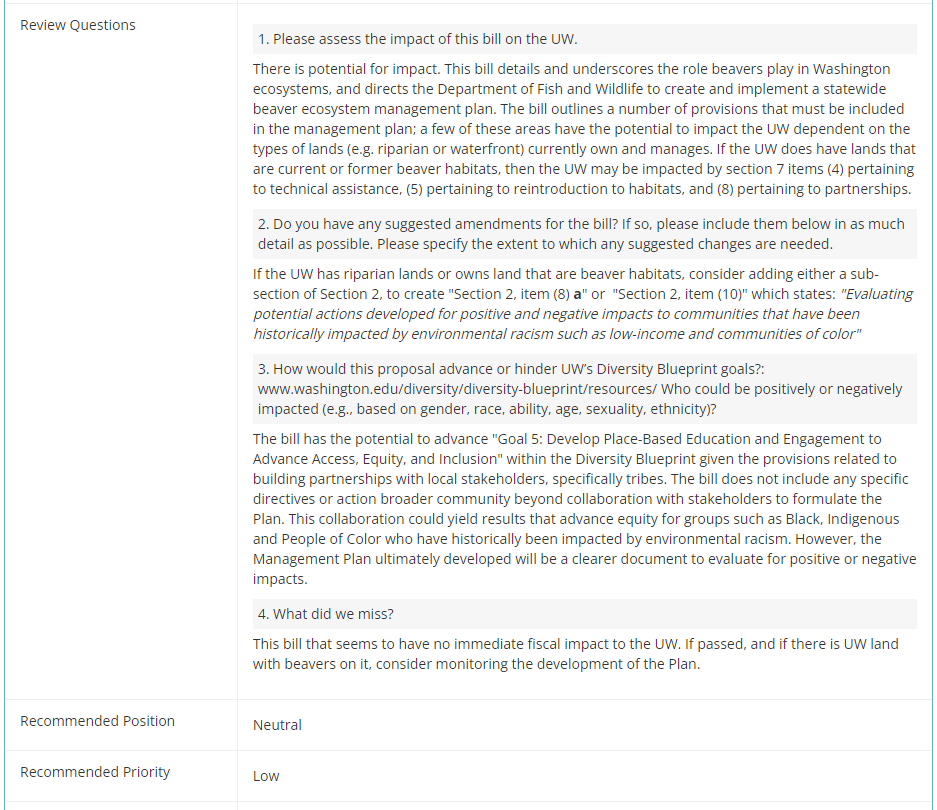 Review Questions
1. Please assess the impact of this bill on the UW.
There is potential for impact. This bill details and underscores the role beavers play in Washington
ecosystems, and directs the Department of Fish and Wildlife to create and implement a statewide
beaver ecosystem management plan. The bill outlines a number of provisions that must be included
in the management plan; a few of these areas have the potential to impact the UW dependent on the
types of lands (e.g. riparian or waterfront) currently own and manages. If the UW does have lands that
are current or former beaver habitats, then the UW may be impacted by section 7 items (4) pertaining
to technical assistance, (5) pertaining to reintroduction to habitats, and (8) pertaining to partnerships.
2. Do you have any suggested amendments for the bill? If so, please include them below in as much
detail as possible. Please specify the extent to which any suggested changes are needed.
If the UW has riparian lands or owns land that are beaver habitats, consider adding either a sub-
section of Section 2, to create "Section 2, item (8) a" or "Section 2, item (10)" which states: "Evaluating
potential actions developed for positive and negative impacts to communities that have been
historically impacted by environmental racism such as low-income and communities of color"
3. How would this proposal advance or hinder UW's Diversity Blueprint goals?:
www.washington.edu/diversity/diversity-blueprint/resources/ Who could be positively or negatively
impacted (e.g., based on gender, race, ability, age, sexuality, ethnicity)?
The bill has the potential to advance "Goal 5: Develop Place-Based Education and Engagement to
Advance Access, Equity, and Inclusion" within the Diversity Blueprint given the provisions related to
building partnerships with local stakeholders, specifically tribes. The bill does not include any specific
directives or action broader community beyond collaboration with stakeholders to formulate the
Plan. This collaboration could yield results that advance equity for groups such as Black, Indigenous
and People of Color who have historically been impacted by environmental racism. However, the
Management Plan ultimately developed will be a clearer document to evaluate for positive or negative
impacts.
4. What did we miss?
This bill that seems to have no immediate fiscal impact to the UW. If passed, and if there is UW land
with beavers on it, consider monitoring the development of the Plan.
Recommended Position
Neutral
Recommended Priority
Low